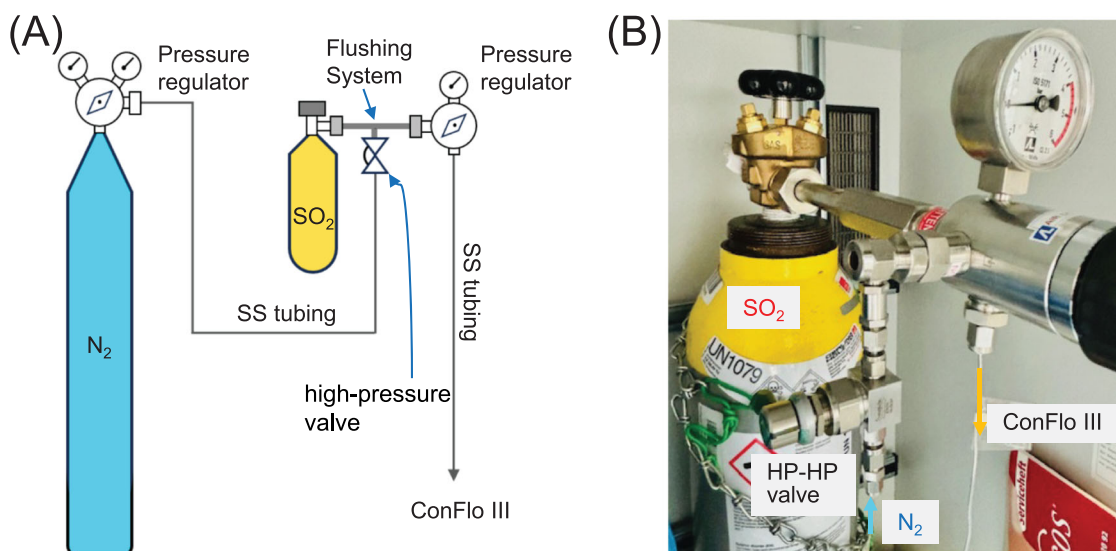 (A)
Pressure
regulator
Flushing
System
Pressure
regulator
SO₂
N₂
SS tubing
SS tubing
high-pressure
valve
ConFlo III
(B)
SO₂
UN1079
ConFlo III
HP-HP
valve
N₂
serviceheft